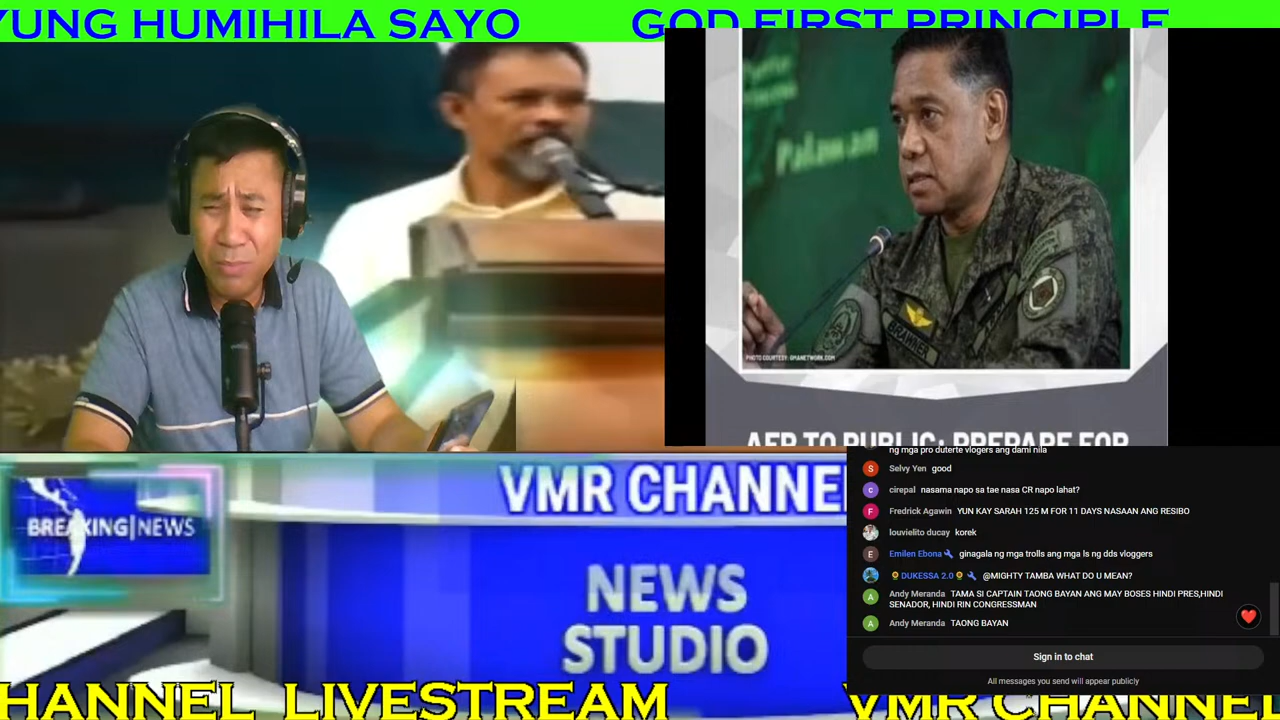 YUNG HUMIHILA SAYO GOD FIRST PRINCIPLE
Palawan
BRAWNER
PHOTO COURTESY: GMANETWORK.COM
AFP TO PUBLIC: PREPARE FOR
VMR CHANNEL
BREAKING|NEWS
NEWS
STUDIO
ng mga pro duterte vlogers ang dami nila
S Selvy Yen good
c cirepal nasama napo sa tae nasa CR napo lahat?
F Fredrick Agawin YUN KAY SARAH 125 M FOR 11 DAYS NASAAN ANG RESIBO
louvielito ducay korek
E Emilen Ebona ginagala ng mga trolls ang mga ls ng dds vloggers
DUKESSA 2.0 @MIGHTY TAMBA WHAT DO U MEAN?
A Andy Meranda TAMA SI CAPTAIN TAONG BAYAN ANG MAY BOSES HINDI PRES,HINDI
SENADOR, HINDI RIN CONGRESSMAN
A Andy Meranda TAONG BAYAN
Sign in to chat
All messages you send will appear publicly
HANNEL LIVESTREAM VMR CHANNEL